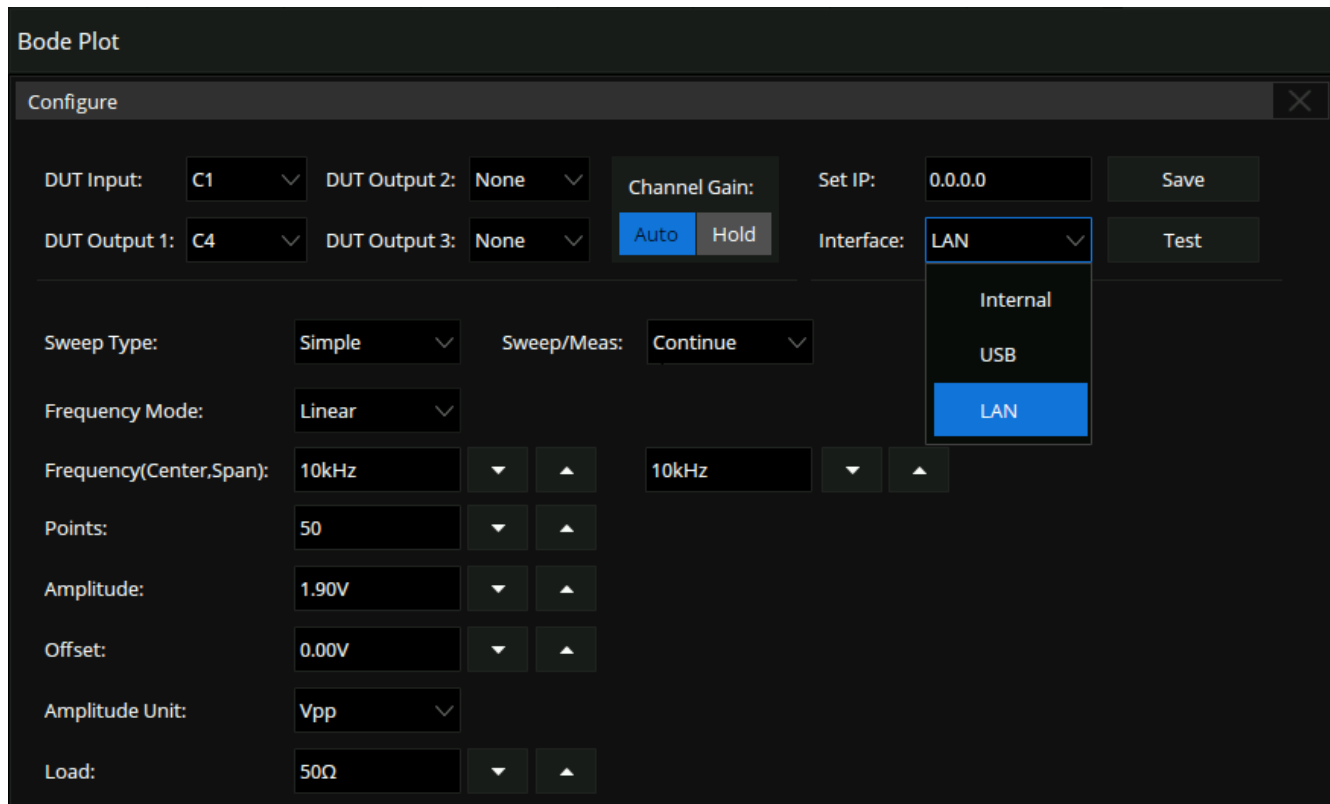 Bode Plot
Configure
DUT Input: C1 DUT Output 2: None Channel Gain: Set IP: 0.0.0.0 Save
DUT Output 1: C4 DUT Output 3: None Auto Hold Interface: LAN Test
Internal
Sweep Type: Simple Sweep/Meas: Continue USB
Frequency Mode: Linear LAN
Frequency(Center,Span): 10kHz 10kHz
Points: 50
Amplitude: 1.90V
Offset: 0.00V
Amplitude Unit: Vpp
Load: 50Ω